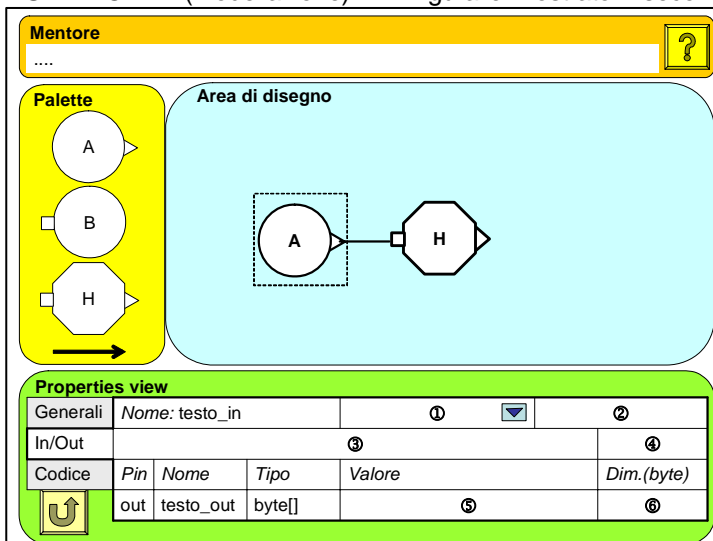 Mentore
....
?
Palette
Area di disegno
A
B
H
A
H
Properties view
Generali Nome: testo_in ① ②
In/Out ③ ④
Codice Pin Nome Tipo Valore Dim.(byte)
out testo_out byte[] ⑤ ⑥